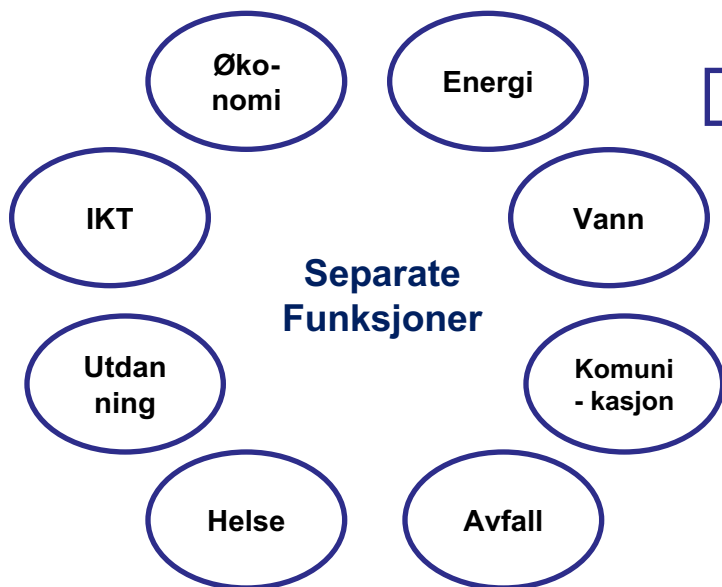 Øko-
nomi
Energi
IKT
Vann
Separate
Funksjoner
Utdan
ning
Komuni
- kasjon
Helse
Avfall